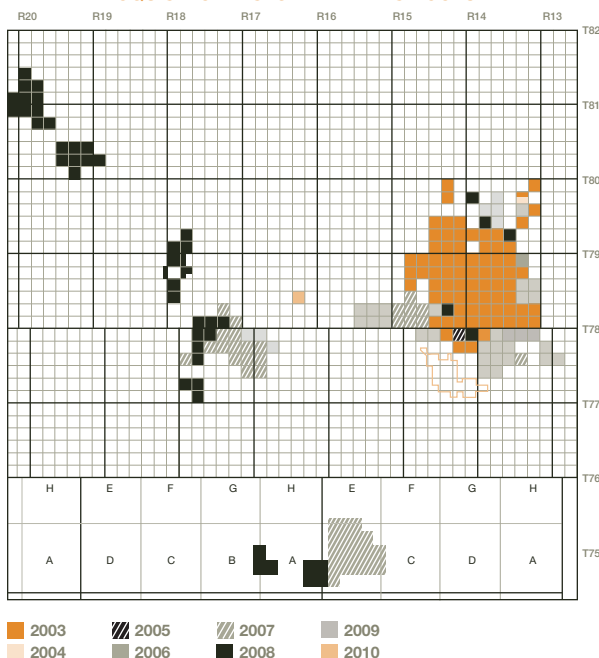 R20 R19 R18 R17 R16 R15 R14 R13
T82
T81
T80
T79
T78
T77
T76
H E F G H E F G H
T75
A D C B A C D A
2003 2005 2007 2009
2004 2006 2008 2010